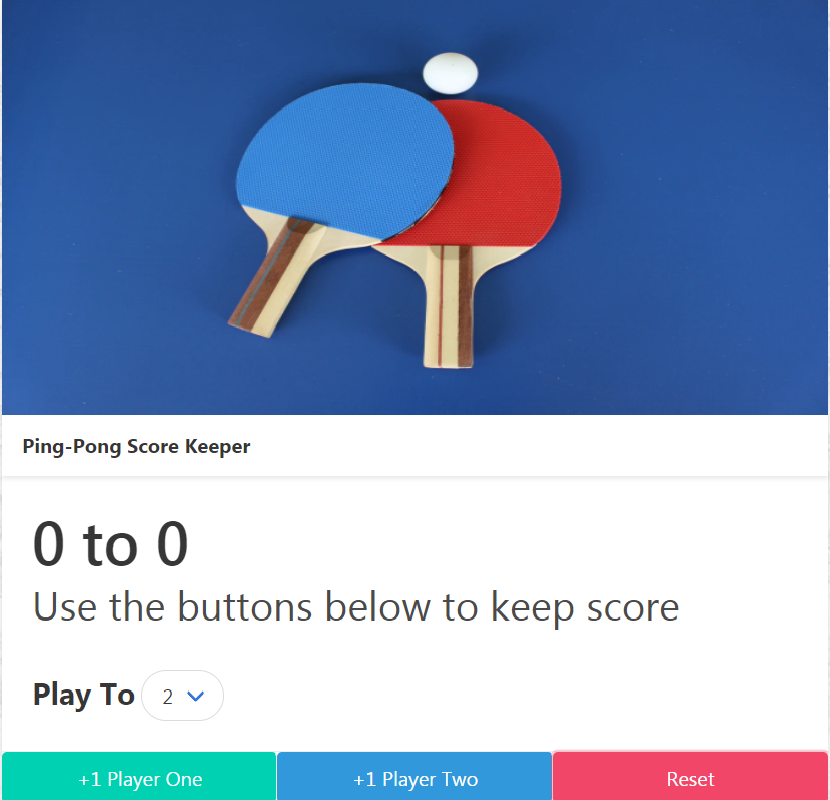 Ping-Pong Score Keeper
0 to 0
Use the buttons below to keep score
Play To 2
+1 Player One +1 Player Two Reset